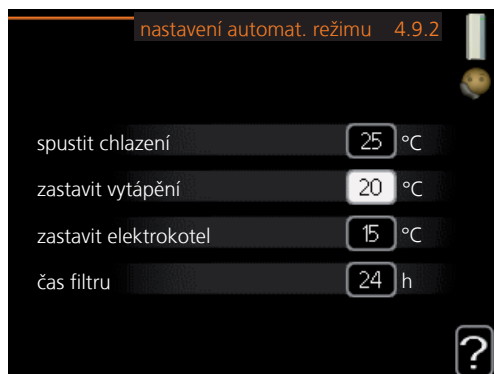 nastavení automat. režimu 4.9.2
spustit chlazení 25 °C
zastavit vytápění 20 °C
zastavit elektrokotel 15 °C
čas filtru 24 h
?